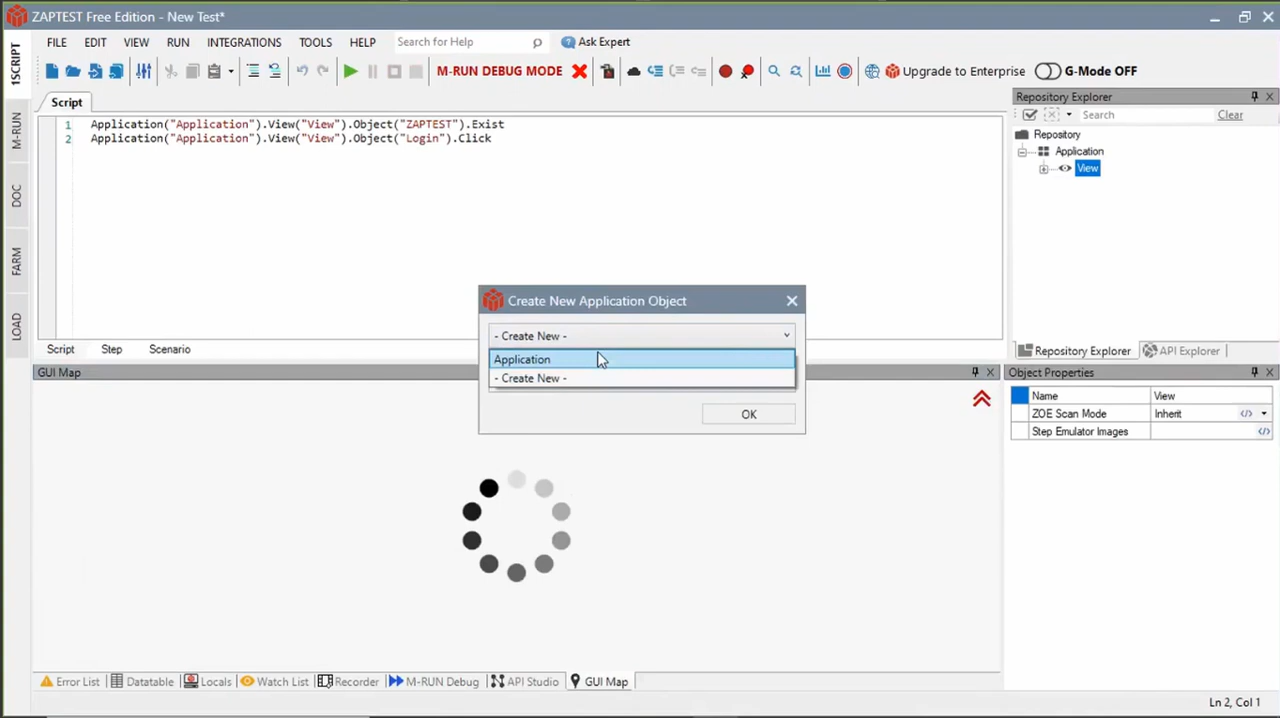 ZAPTEST Free Edition - New Test*
FILE EDIT VIEW RUN INTEGRATIONS TOOLS HELP Search for Help Ask Expert
M-RUN DEBUG MODE Upgrade to Enterprise G-Mode OFF
1SCRIPT
M-RUN
DOC
FARM
LOAD
Script
1 Application("Application").View("View").Object("ZAPTEST").Exist
2 Application("Application").View("View").Object("Login").Click
Script Step Scenario
Repository Explorer
Search Clear
Repository
Application
View
Repository Explorer API Explorer
Create New Application Object
- Create New -
Application
- Create New -
OK
GUI Map
Object Properties
Name View
ZOE Scan Mode Inherit
Step Emulator Images
Error List Datatable Locals Watch List Recorder M-RUN Debug API Studio GUI Map
Ln 2, Col 1